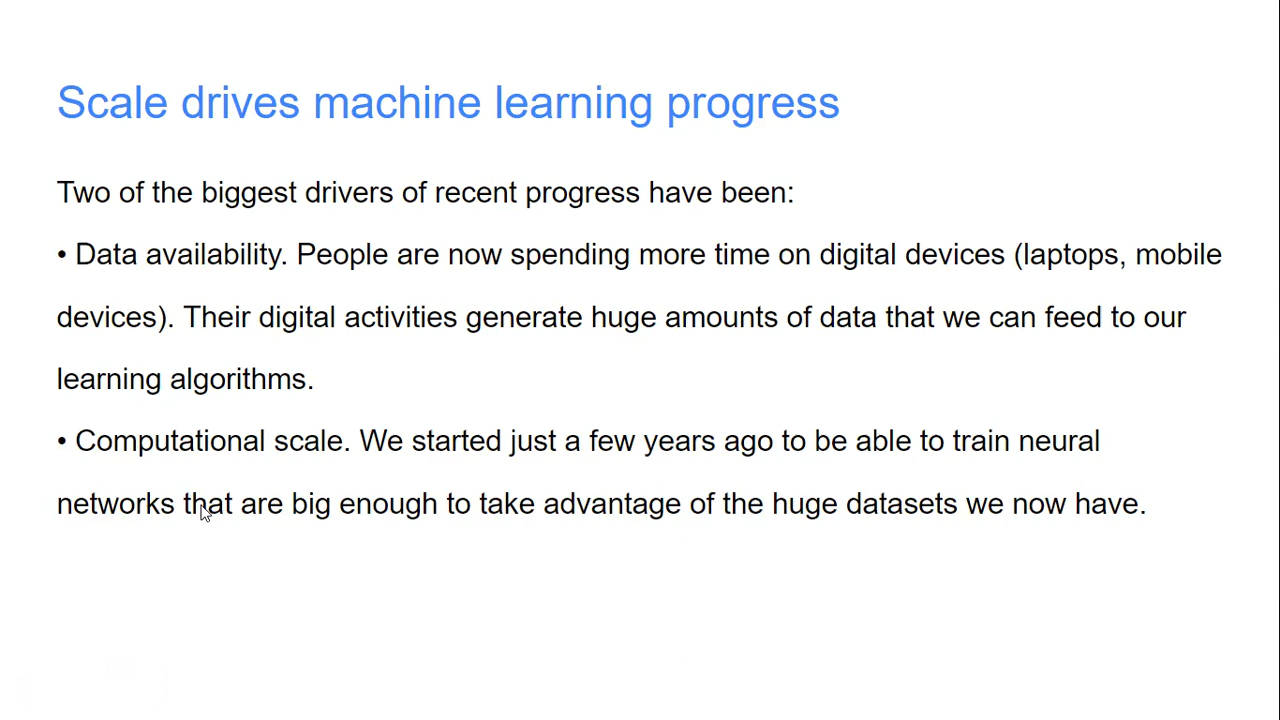 Scale drives machine learning progress
Two of the biggest drivers of recent progress have been:
• Data availability. People are now spending more time on digital devices (laptops, mobile
devices). Their digital activities generate huge amounts of data that we can feed to our
learning algorithms.
• Computational scale. We started just a few years ago to be able to train neural
networks that are big enough to take advantage of the huge datasets we now have.